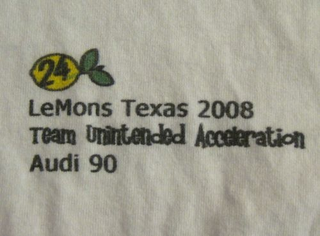 24
LeMons Texas 2008
Team Unintended Acceleration
Audi 90